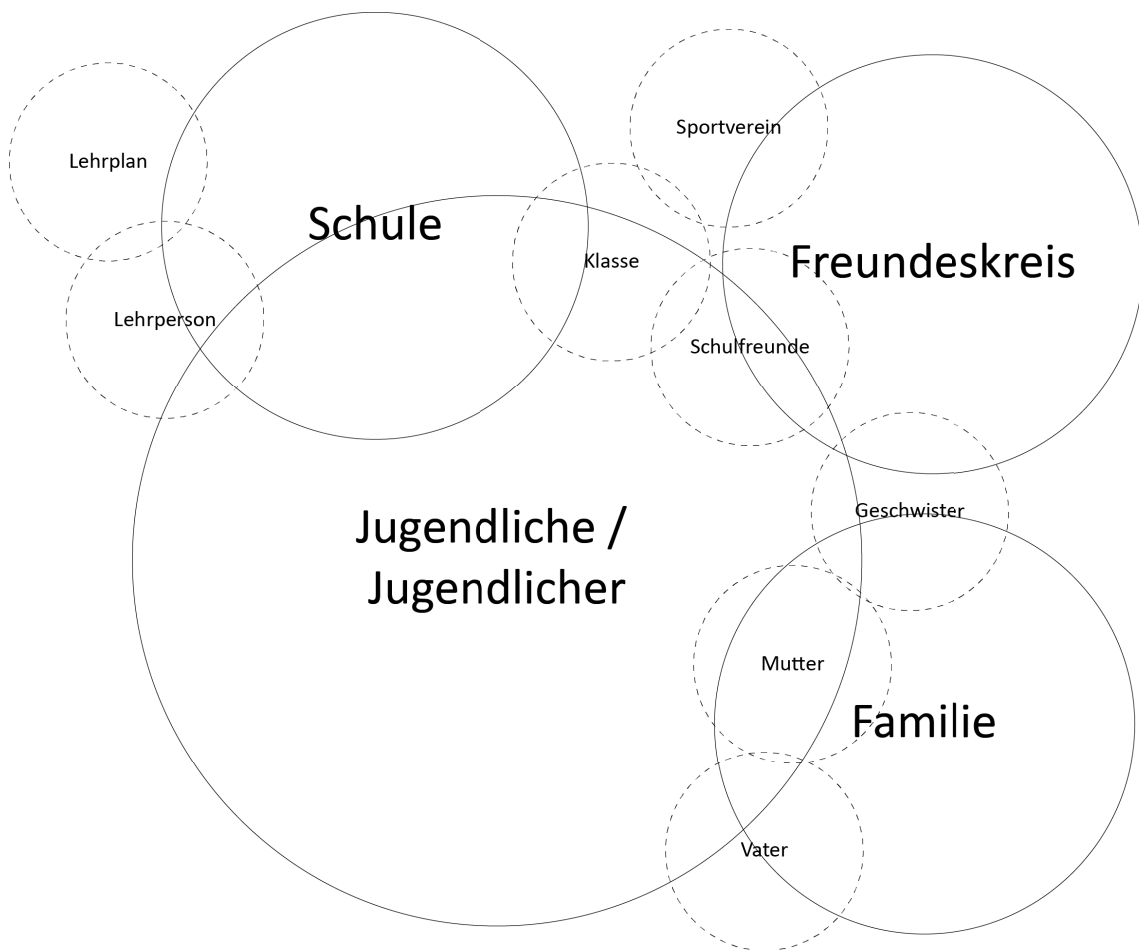 Sportverein
Lehrplan
Schule
Klasse
Freundeskreis
Lehrperson
Schulfreunde
Geschwister
Jugendliche /
Jugendlicher
Mutter
Familie
Vater